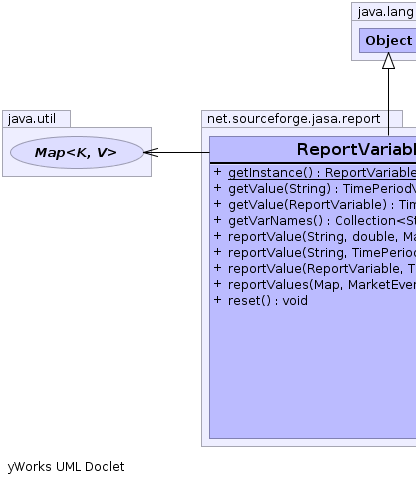 java.lang
Object
java.util
Map<K, V>
net.sourceforge.jasa.report
ReportVariabl
+ getInstance() : ReportVariable
+ getValue(String) : TimePeriodV
+ getValue(ReportVariable) : Tim
+ getVarNames() : Collection<St
+ reportValue(String, double, Ma
+ reportValue(String, TimePerio
+ reportValue(ReportVariable, T
+ reportValues(Map, MarketEven
+ reset() : void
yWorks UML Doclet